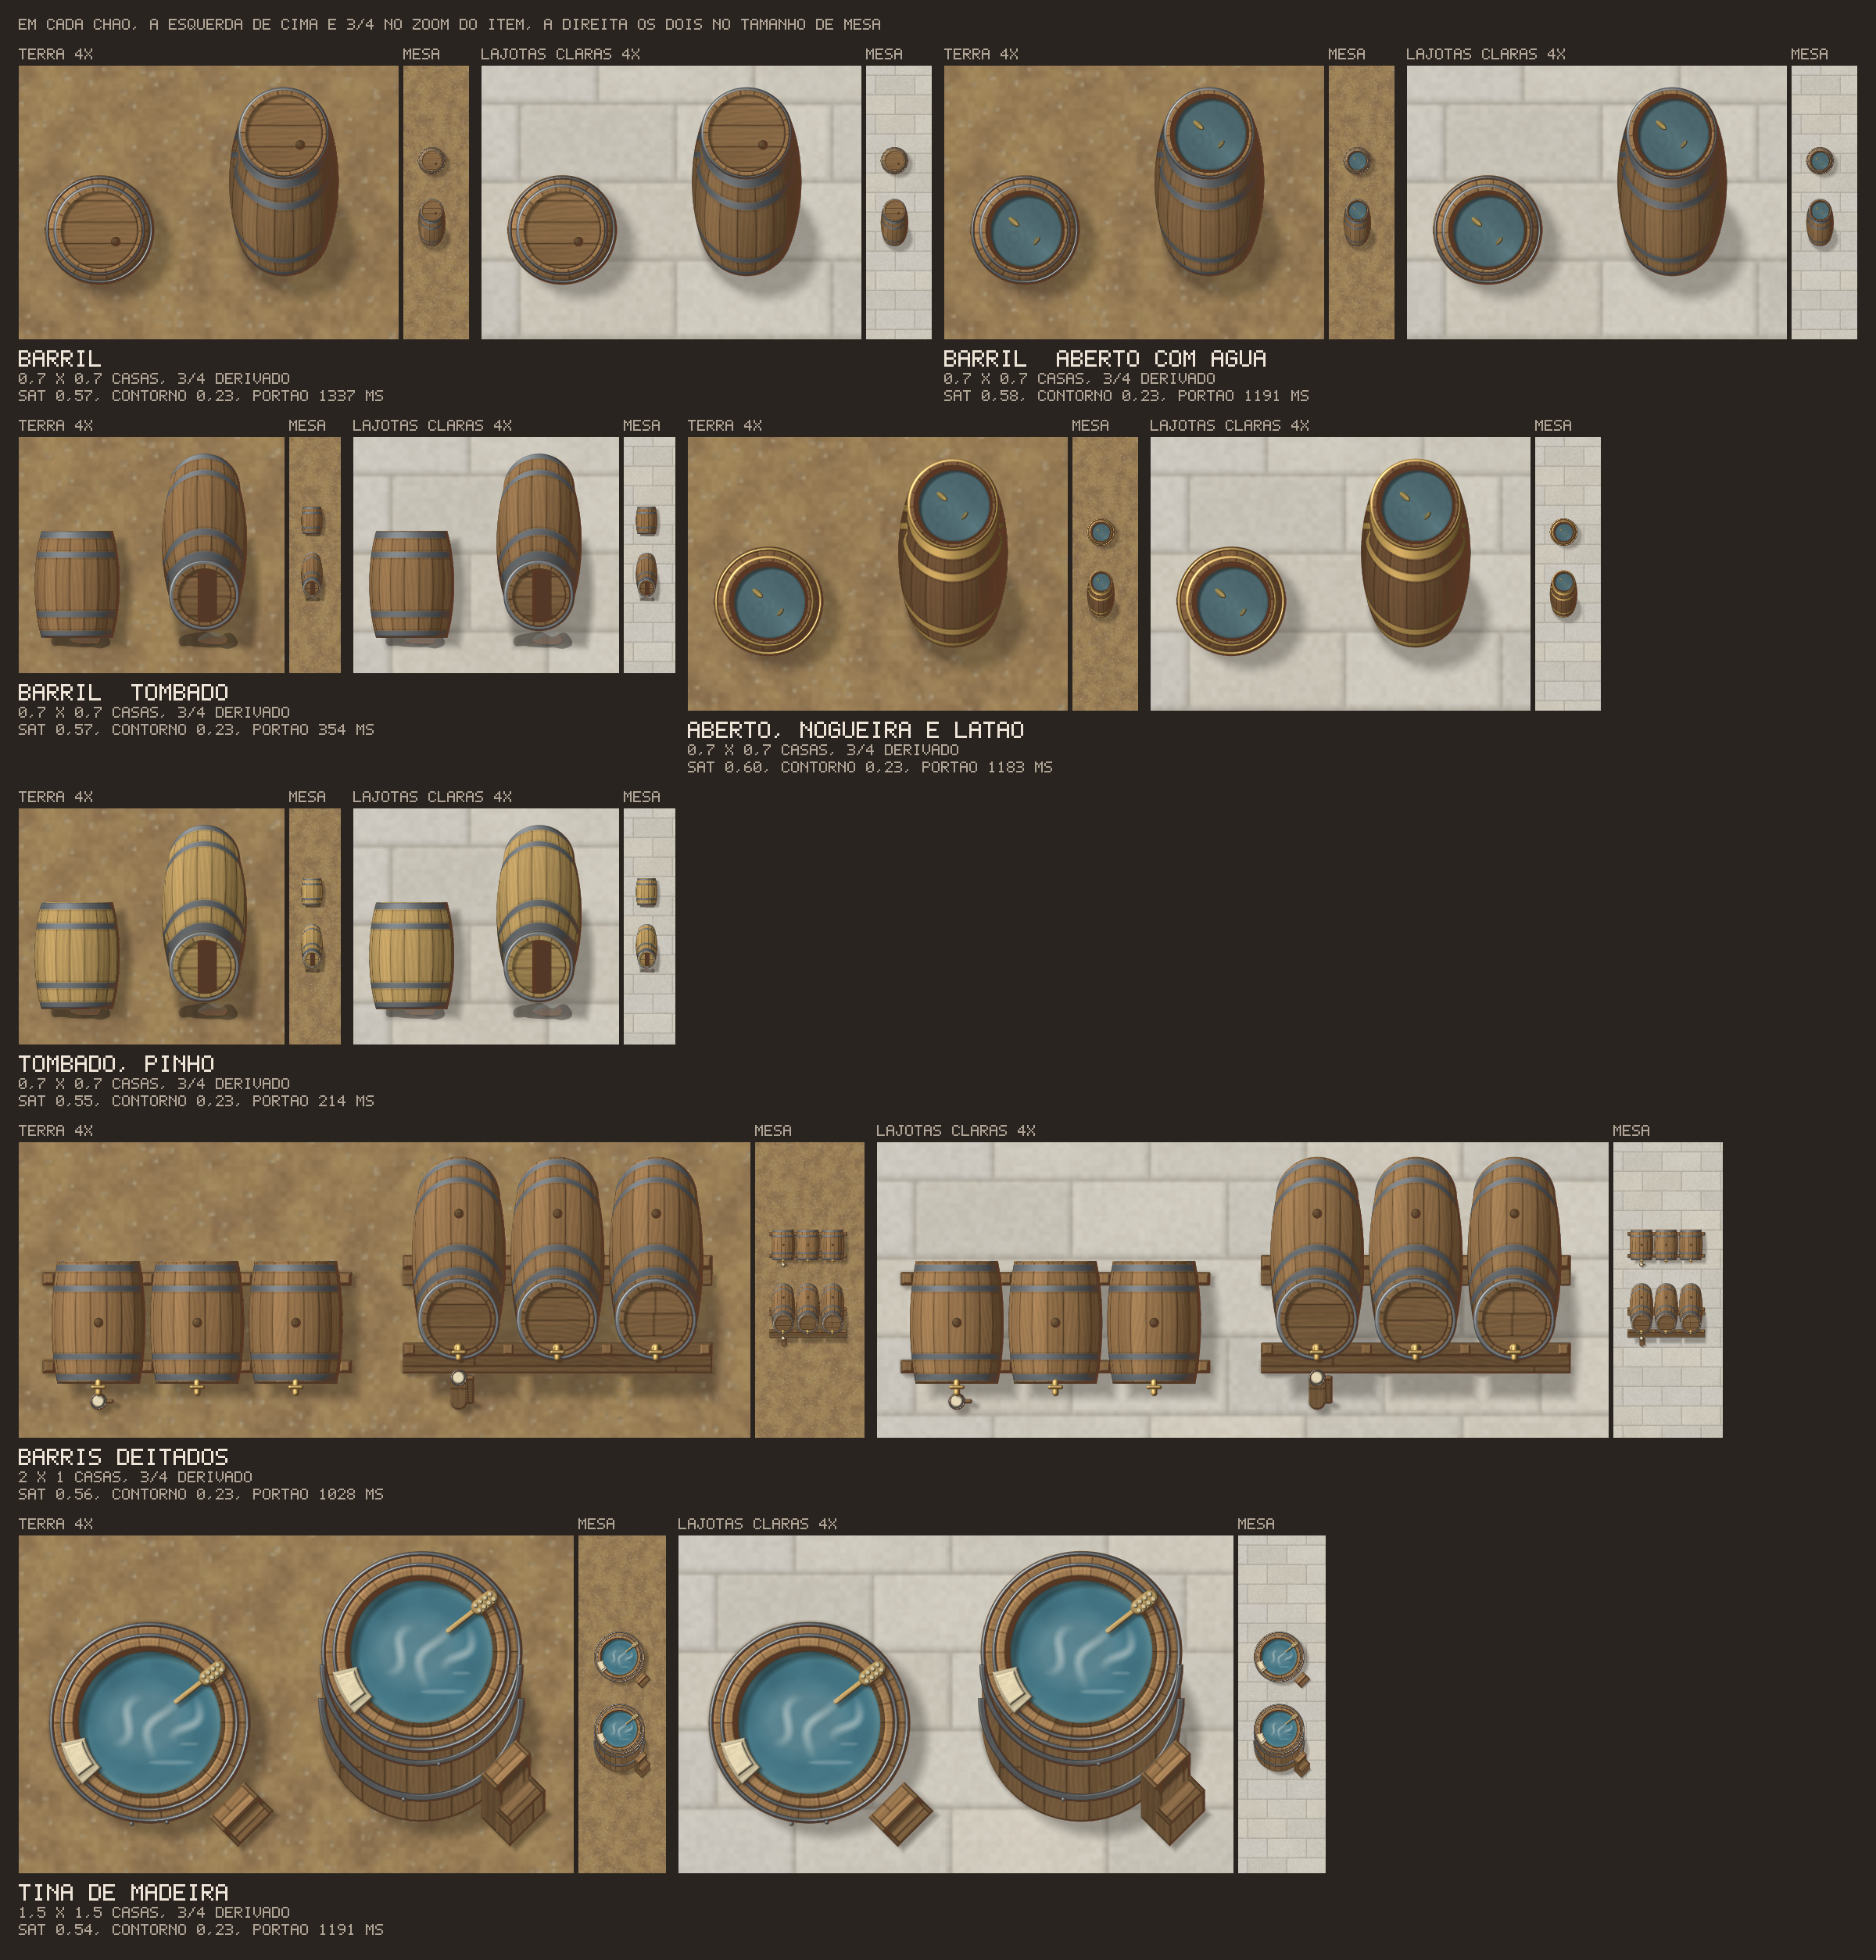 EM CADA CHAO, A ESQUERDA DE CIMA E 3/4 NO ZOOM DO ITEM, A DIREITA OS DOIS NO TAMANHO DE MESA
TERRA 4X MESA LAJOTAS CLARAS 4X MESA TERRA 4X MESA LAJOTAS CLARAS 4X MESA
BARRIL
0,7 X 0,7 CASAS, 3/4 DERIVADO
SAT 0,57, CONTORNO 0,23, PORTAO 1337 MS
BARRIL  ABERTO COM AGUA
0,7 X 0,7 CASAS, 3/4 DERIVADO
SAT 0,58, CONTORNO 0,23, PORTAO 1191 MS
TERRA 4X MESA LAJOTAS CLARAS 4X MESA TERRA 4X MESA LAJOTAS CLARAS 4X MESA
BARRIL  TOMBADO
0,7 X 0,7 CASAS, 3/4 DERIVADO
SAT 0,57, CONTORNO 0,23, PORTAO 354 MS
ABERTO, NOGUEIRA E LATAO
0,7 X 0,7 CASAS, 3/4 DERIVADO
SAT 0,60, CONTORNO 0,23, PORTAO 1183 MS
TERRA 4X MESA LAJOTAS CLARAS 4X MESA
TOMBADO, PINHO
0,7 X 0,7 CASAS, 3/4 DERIVADO
SAT 0,55, CONTORNO 0,23, PORTAO 214 MS
TERRA 4X MESA LAJOTAS CLARAS 4X MESA
BARRIS DEITADOS
2 X 1 CASAS, 3/4 DERIVADO
SAT 0,56, CONTORNO 0,23, PORTAO 1028 MS
TERRA 4X MESA LAJOTAS CLARAS 4X MESA
TINA DE MADEIRA
1,5 X 1,5 CASAS, 3/4 DERIVADO
SAT 0,54, CONTORNO 0,23, PORTAO 1191 MS